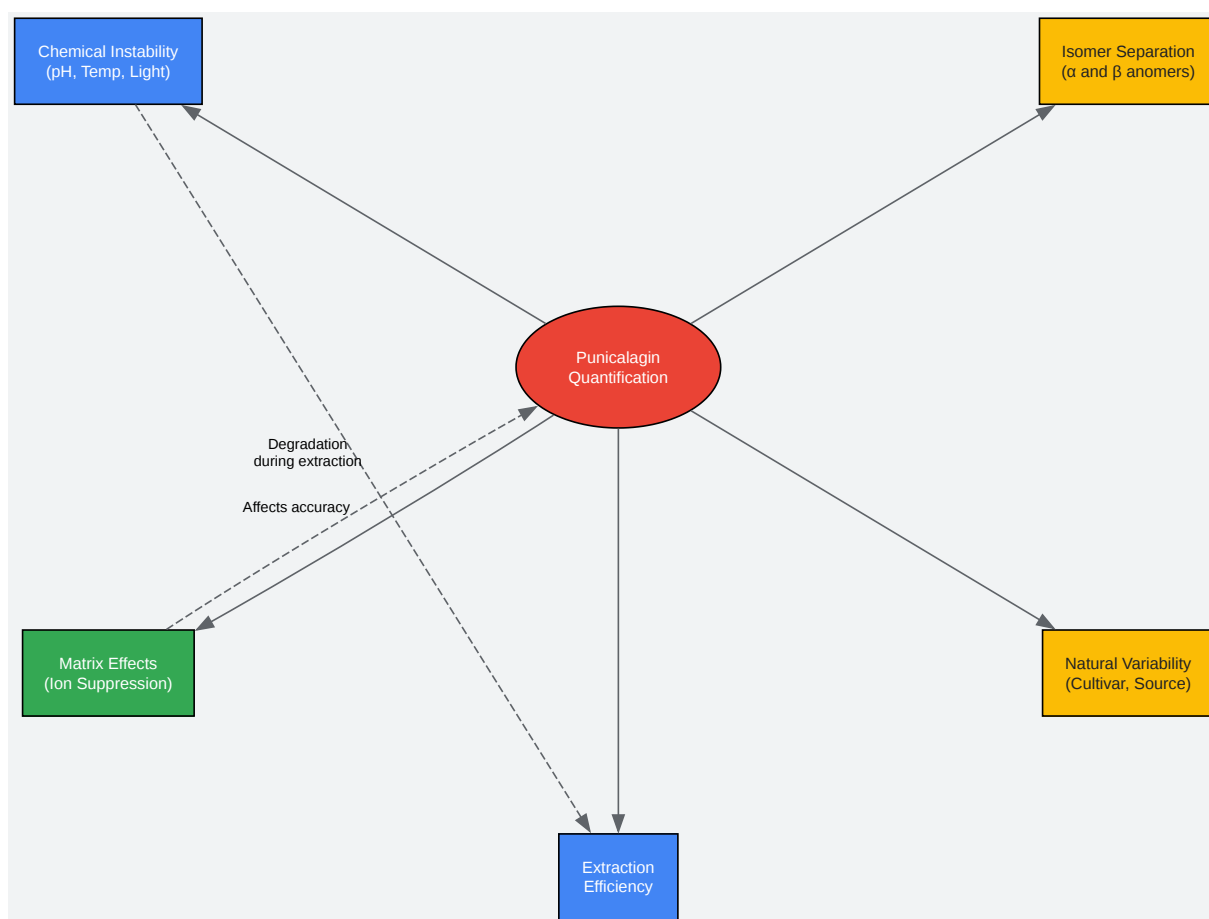 Chemical Instability
(pH, Temp, Light)
Isomer Separation
(α and β anomers)
Punicalagin
Quantification
Degradation
during extraction
Affects accuracy
Matrix Effects
(Ion Suppression)
Natural Variability
(Cultivar, Source)
Extraction
Efficiency